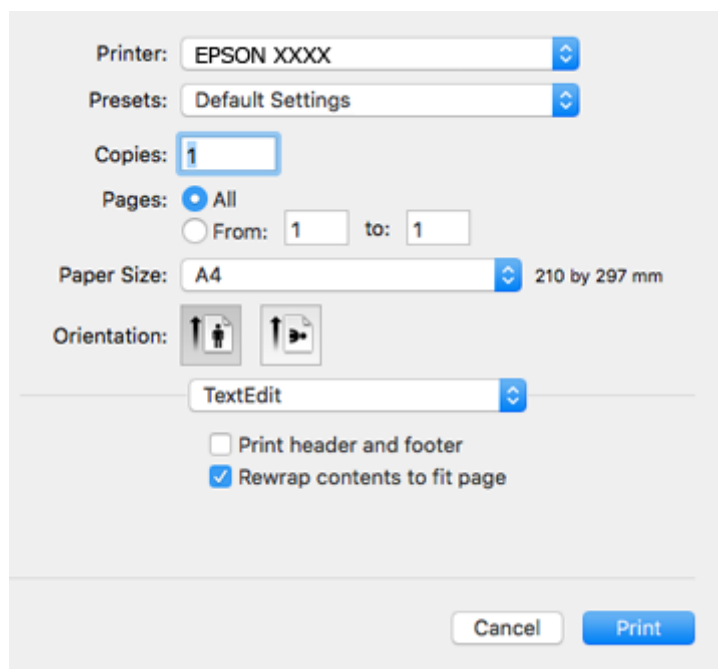 Printer: EPSON XXXX
Presets: Default Settings
Copies: 1
Pages: All
From: 1 to: 1
Paper Size: A4 210 by 297 mm
Orientation:
TextEdit
Print header and footer
Rewrap contents to fit page
Cancel Print